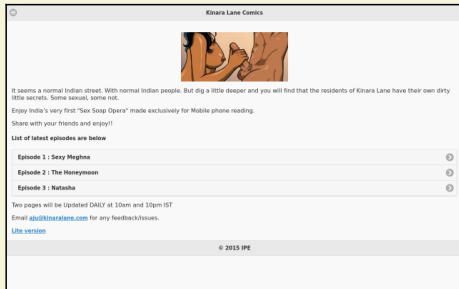 Kinara Lane Comics
It seems a normal Indian street. With normal Indian people. But dig a little deeper and you will find that the residents of Kinara Lane have their own dirty
little secrets. Some sexual, some not.
Enjoy India's very first "Sex Soap Opera" made exclusively for Mobile phone reading.
Share with your friends and enjoy!!
List of latest episodes are below
Episode 1 : Sexy Meghna
Episode 2 : The Honeymoon
Episode 3 : Natasha
Two pages will be Updated DAILY at 10am and 10pm IST
Email aju@kinaralane.com for any feedback/issues.
Lite version
© 2015 IPE